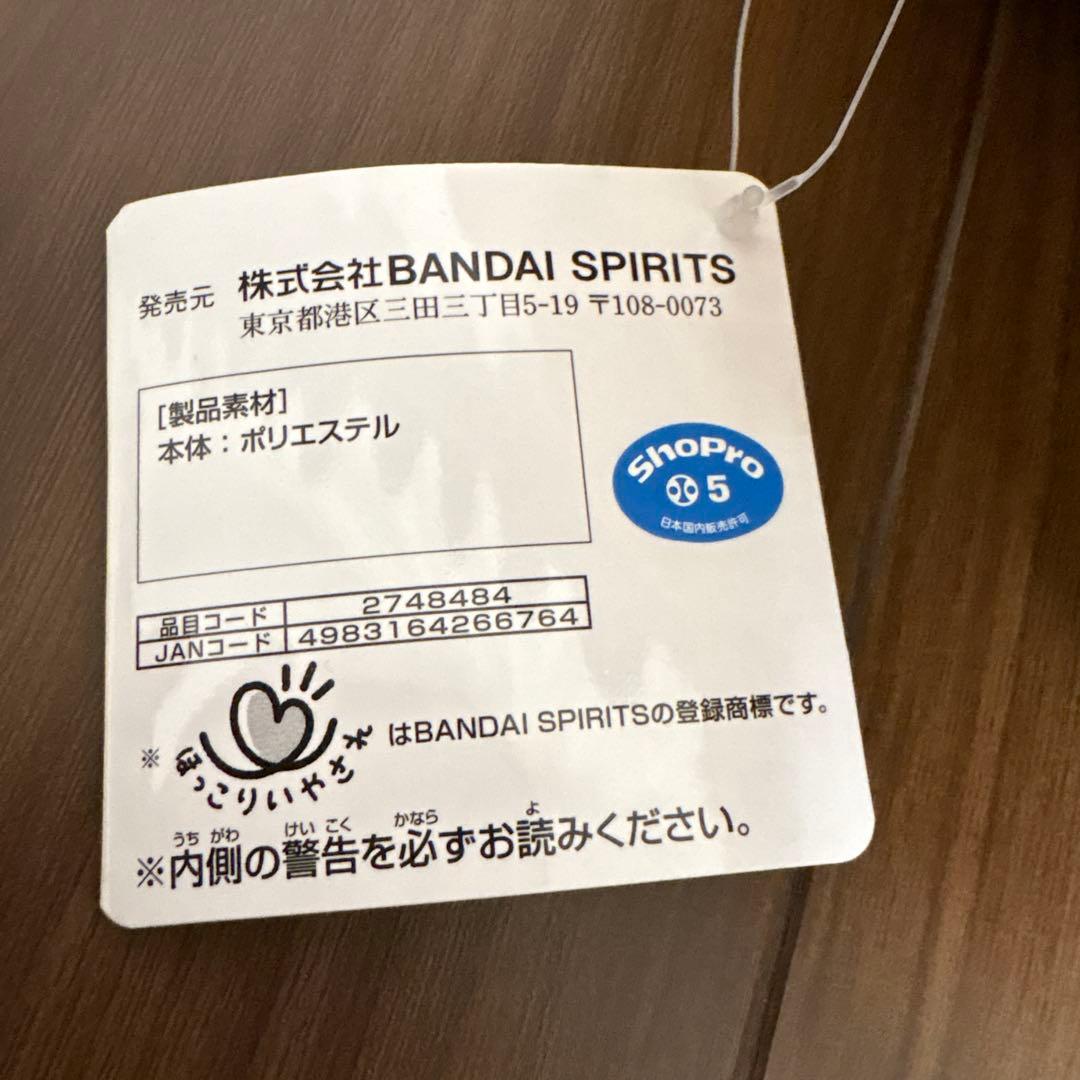 発売元 株式会社BANDAI SPIRITS
東京都港区三田三丁目5-19 〒108-0073
[製品素材]
本体：ポリエステル
ShoPro
5
日本国内販売許可
品目コード 2748484
JANコード 4983164266764
※ ほっこりいやされ はBANDAI SPIRITSの登録商標です。
※内側の警告を必ずお読みください。
うち がわ けい こく かなら よ